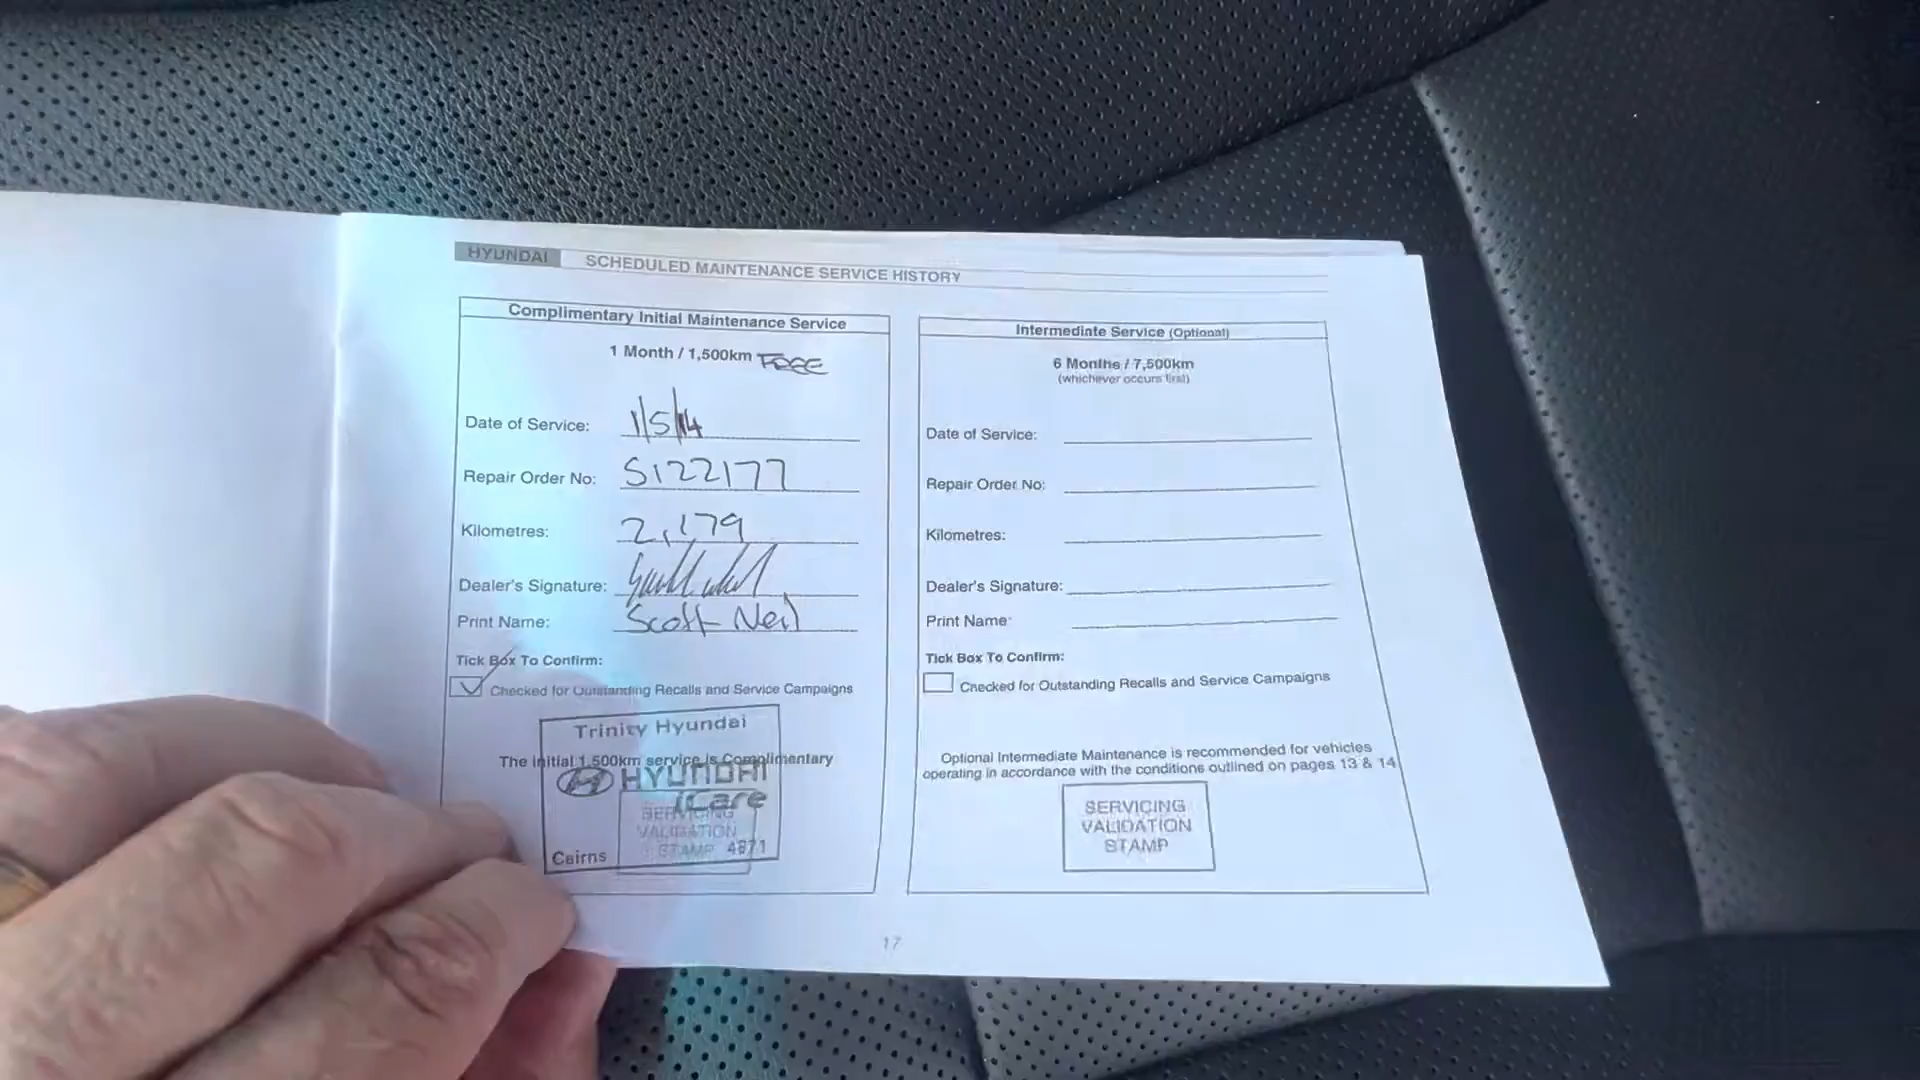 HYUNDAI SCHEDULED MAINTENANCE SERVICE HISTORY
Complimentary Initial Maintenance Service
1 Month / 1,500km FREE
Date of Service: 1/5/14
Repair Order No: S122177
Kilometres: 2,179
Dealer's Signature:
Print Name: Scott Neil
Tick Box To Confirm:
Checked for Outstanding Recalls and Service Campaigns
Trinity Hyundai
The initial 1,500km service is Complimentary
HYUNDAI
iCare
SERVICING
VALIDATION
STAMP 4871
Cairns
Intermediate Service (Optional)
6 Months / 7,500km
(whichever occurs first)
Date of Service:
Repair Order No:
Kilometres:
Dealer's Signature:
Print Name:
Tick Box To Confirm:
Checked for Outstanding Recalls and Service Campaigns
Optional Intermediate Maintenance is recommended for vehicles
operating in accordance with the conditions outlined on pages 13 & 14
SERVICING
VALIDATION
STAMP
17